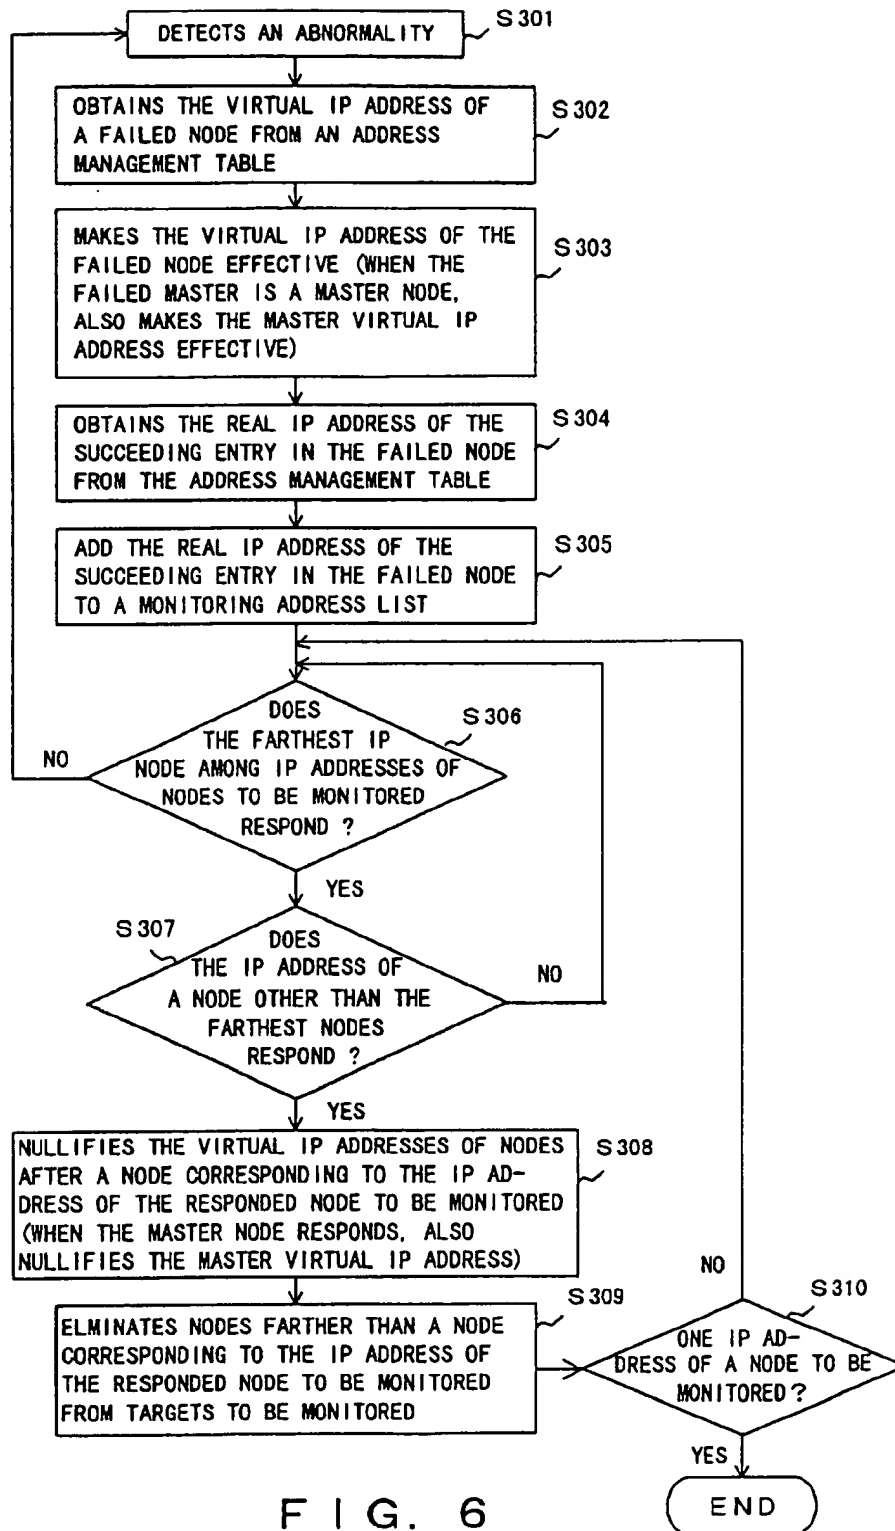 DETECTS AN ABNORMALITY
S301
OBTAINS THE VIRTUAL IP ADDRESS OF
A FAILED NODE FROM AN ADDRESS
MANAGEMENT TABLE
S302
MAKES THE VIRTUAL IP ADDRESS OF THE
FAILED NODE EFFECTIVE (WHEN THE
FAILED MASTER IS A MASTER NODE,
ALSO MAKES THE MASTER VIRTUAL IP
ADDRESS EFFECTIVE)
S303
OBTAINS THE REAL IP ADDRESS OF THE
SUCCEEDING ENTRY IN THE FAILED NODE
FROM THE ADDRESS MANAGEMENT TABLE
S304
ADD THE REAL IP ADDRESS OF THE
SUCCEEDING ENTRY IN THE FAILED NODE
TO A MONITORING ADDRESS LIST
S305
DOES
THE FARTHEST IP
NODE AMONG IP ADDRESSES OF
NODES TO BE MONITORED
RESPOND ?
S306
NO
YES
S307
DOES
THE IP ADDRESS OF
A NODE OTHER THAN THE
FARTHEST NODES
RESPOND ?
NO
YES
NULLIFIES THE VIRTUAL IP ADDRESSES OF NODES
AFTER A NODE CORRESPONDING TO THE IP AD-
DRESS OF THE RESPONDED NODE TO BE MONITORED
(WHEN THE MASTER NODE RESPONDS, ALSO
NULLIFIES THE MASTER VIRTUAL IP ADDRESS)
S308
ELMINATES NODES FARTHER THAN A NODE
CORRESPONDING TO THE IP ADDRESS OF
THE RESPONDED NODE TO BE MONITORED
FROM TARGETS TO BE MONITORED
S309
NO
S310
ONE IP AD-
DRESS OF A NODE TO BE
MONITORED?
YES
END
FIG. 6